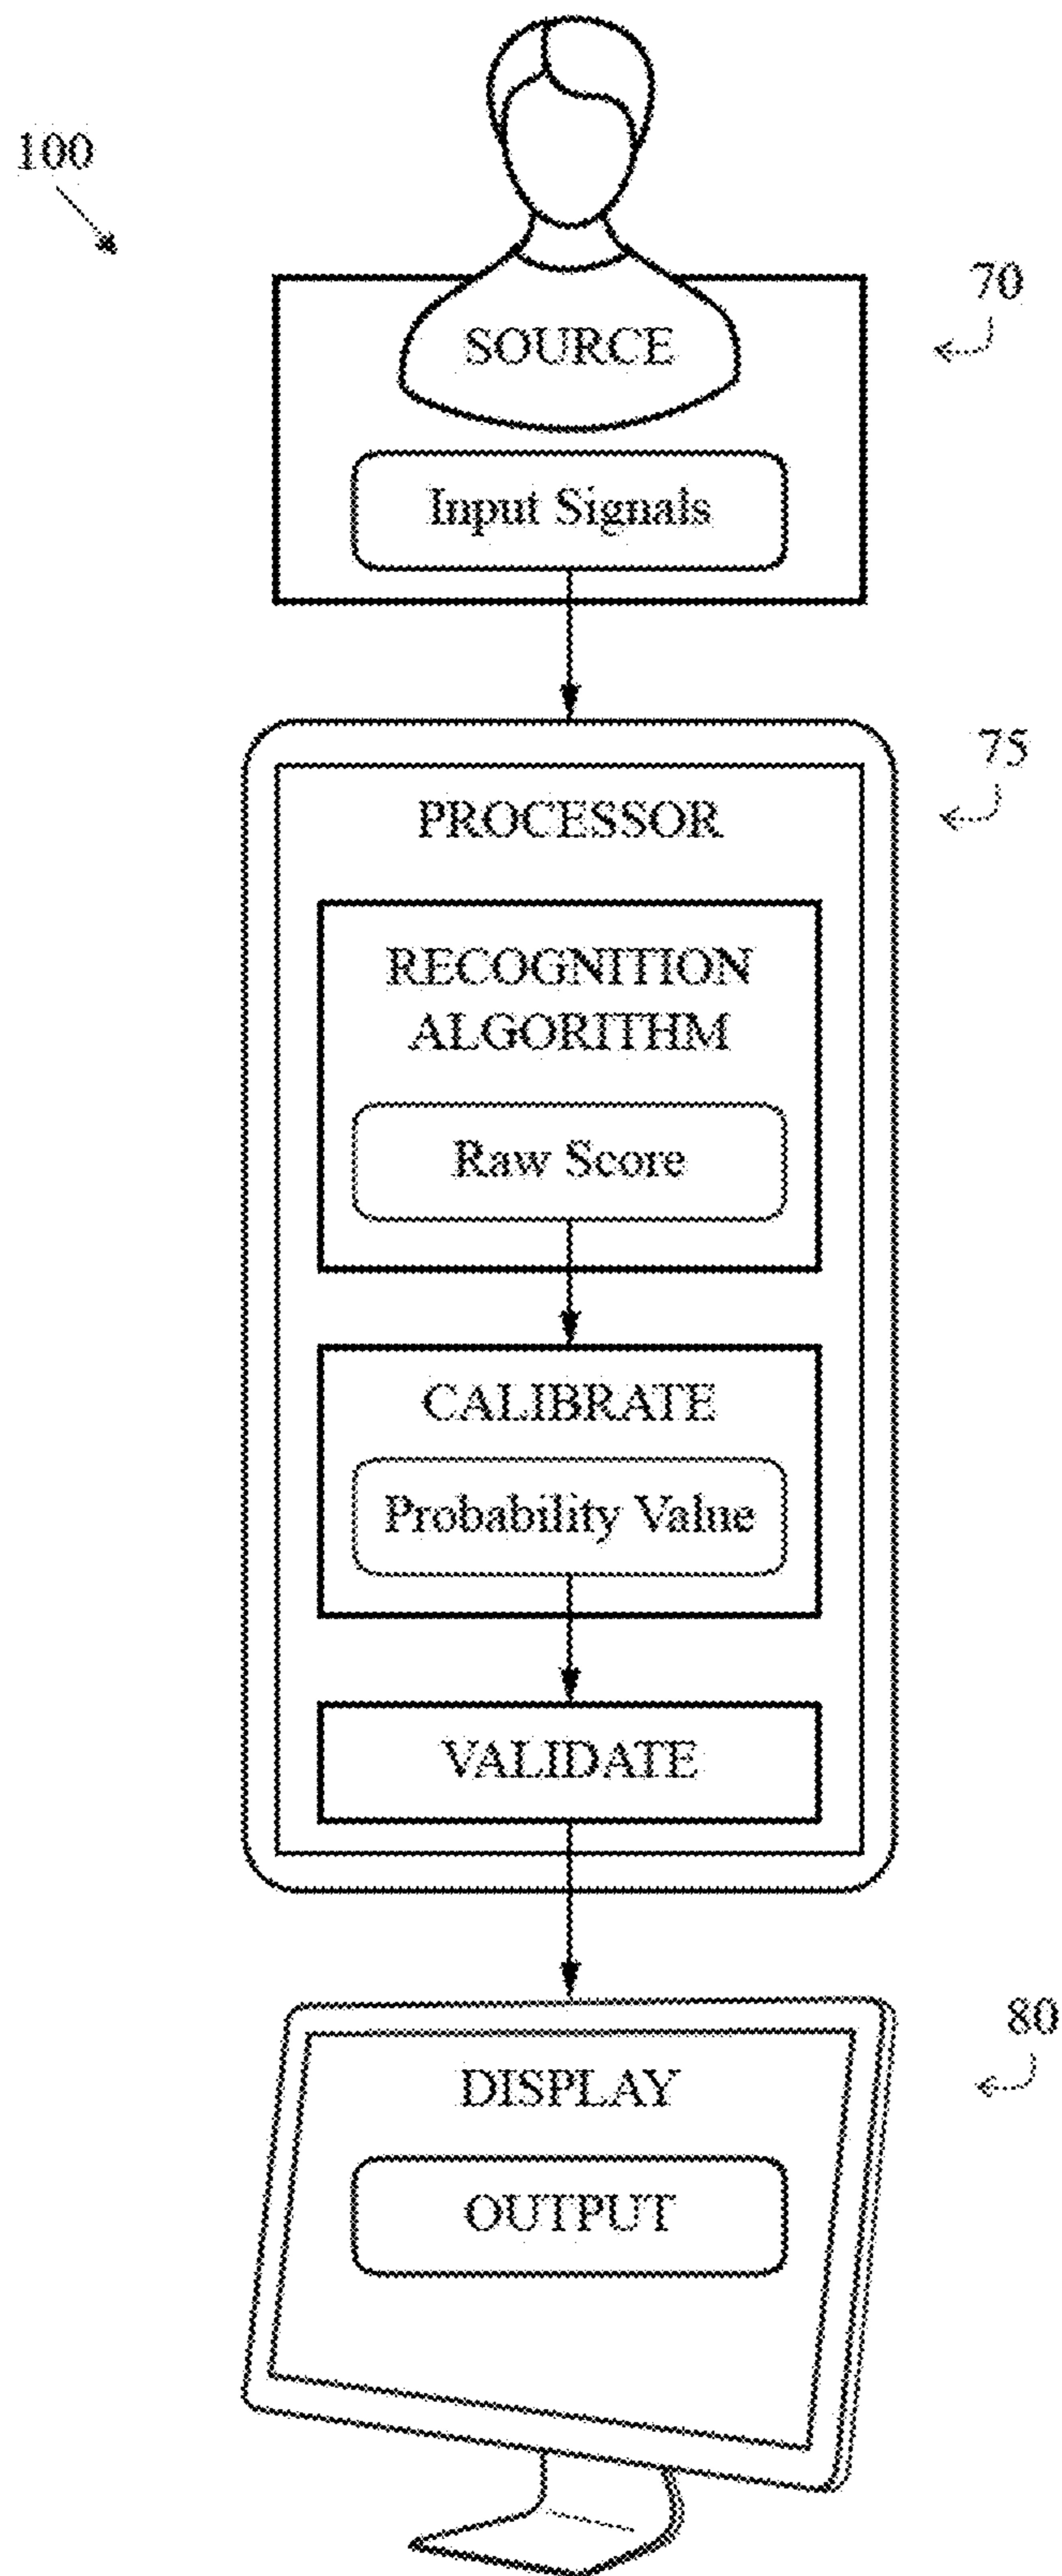 100
70
SOURCE
Input Signals
75
PROCESSOR
RECOGNITION
ALGORITHM
Raw Score
CALIBRATE
Probability Value
VALIDATE
80
DISPLAY
OUTPUT